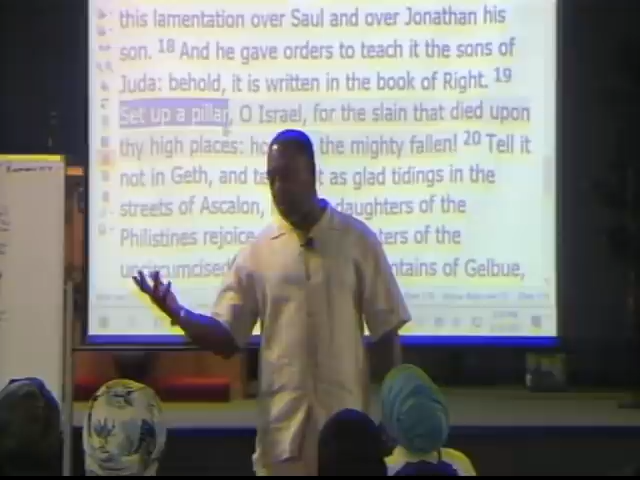 this lamentation over Saul and over Jonathan his
son. 18 And he gave orders to teach it the sons of
Juda: behold, it is written in the book of Right. 19
Set up a pillar, O Israel, for the slain that died upon
thy high places: the mighty fallen! 20 Tell it
not in Geth, and as glad tidings in the
streets of Ascalon, daughters of the
Philistines rejoice of the
uncircumcised of Gelbue,